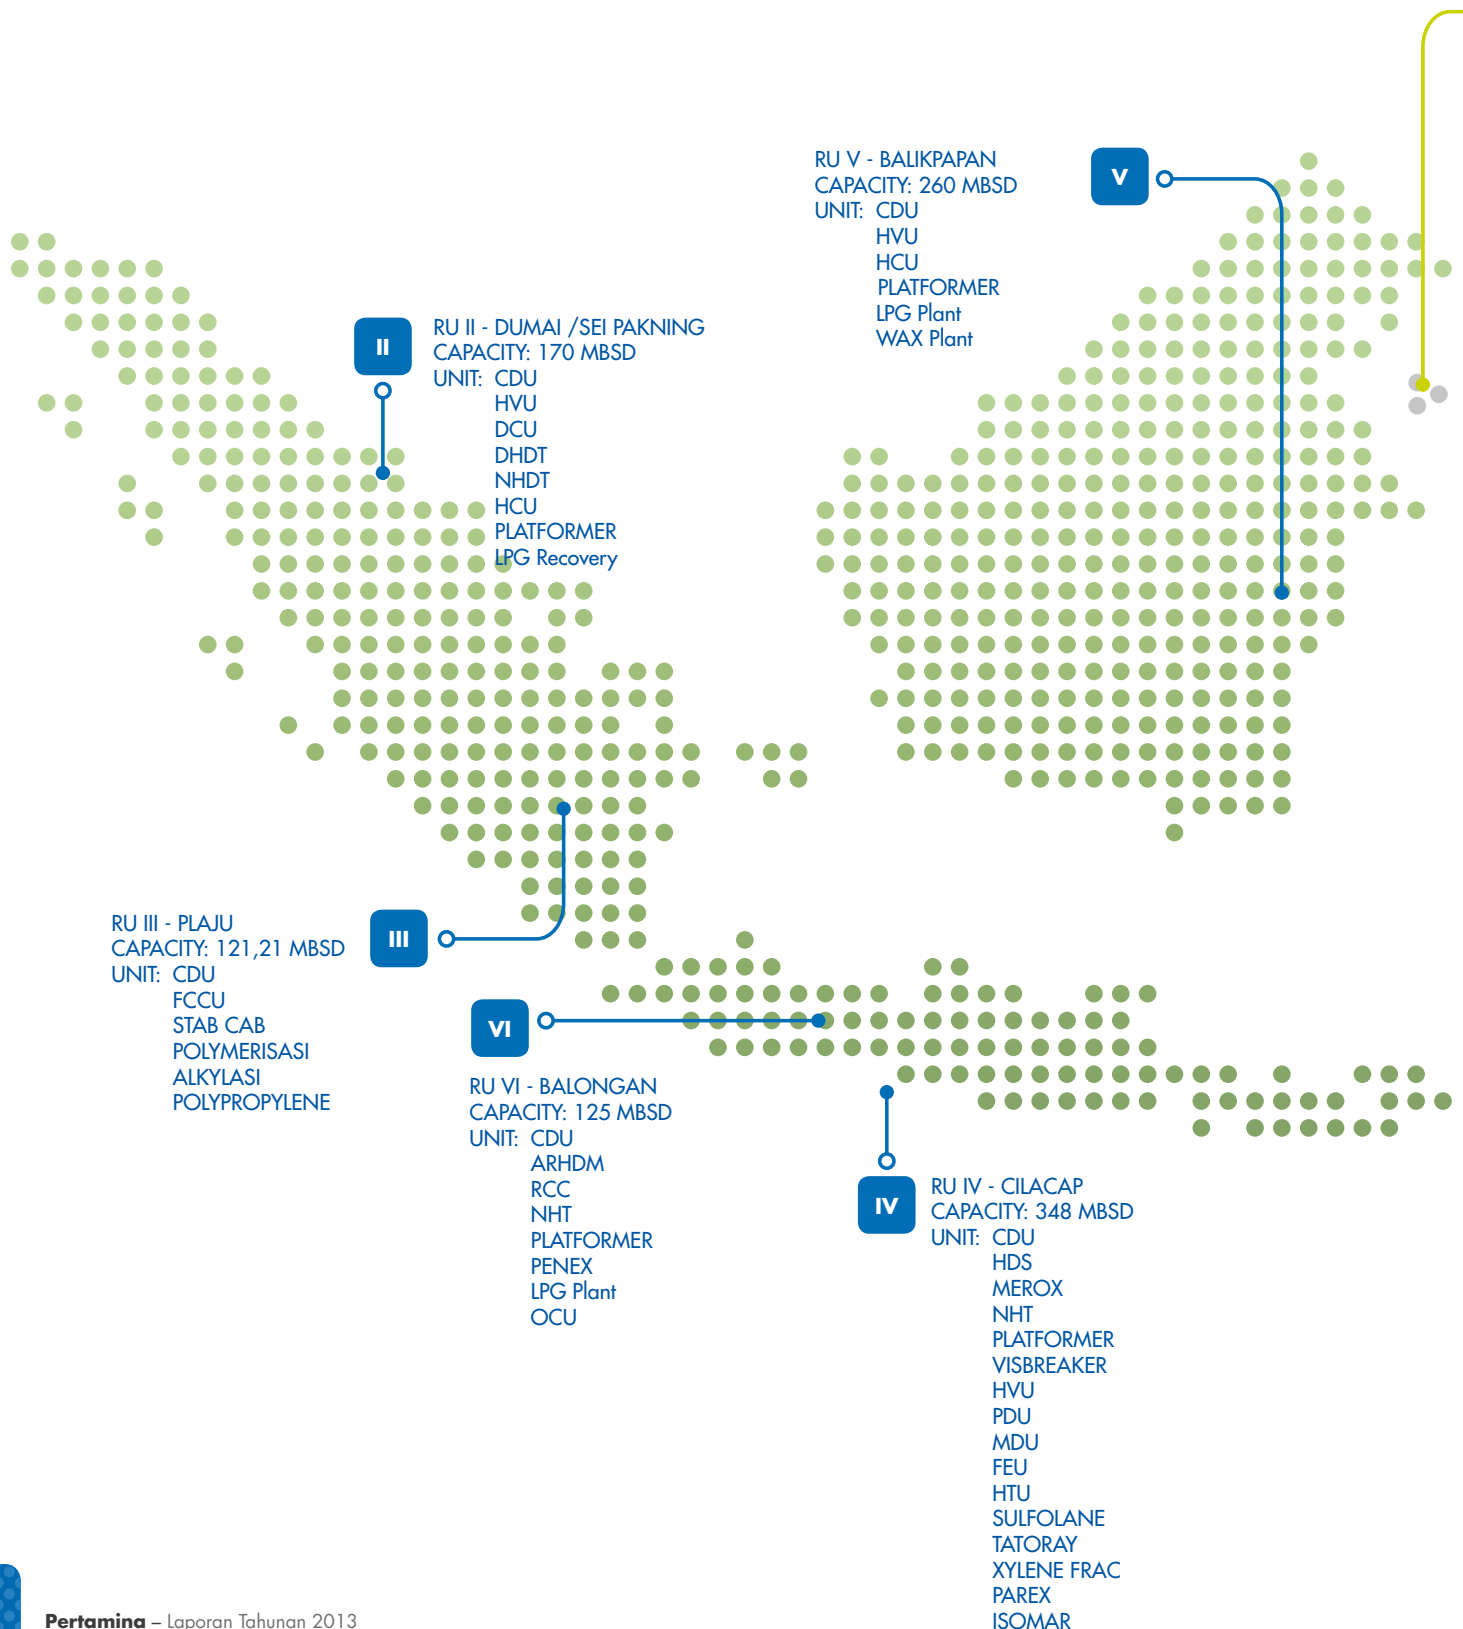 V
RU V - BALIKPAPAN
CAPACITY: 260 MBSD
UNIT: CDU
HVU
HCU
PLATFORMER
LPG Plant
WAX Plant
II
RU II - DUMAI /SEI PAKNING
CAPACITY: 170 MBSD
UNIT: CDU
HVU
DCU
DHDT
NHDT
HCU
PLATFORMER
LPG Recovery
III
RU III - PLAJU
CAPACITY: 121,21 MBSD
UNIT: CDU
FCCU
STAB CAB
POLYMERISASI
ALKYLASI
POLYPROPYLENE
VI
RU VI - BALONGAN
CAPACITY: 125 MBSD
UNIT: CDU
ARHDM
RCC
NHT
PLATFORMER
PENEX
LPG Plant
OCU
IV
RU IV - CILACAP
CAPACITY: 348 MBSD
UNIT: CDU
HDS
MEROX
NHT
PLATFORMER
VISBREAKER
HVU
PDU
MDU
FEU
HTU
SULFOLANE
TATORAY
XYLENE FRAC
PAREX
ISOMAR
Pertamina – Laporan Tahunan 2013